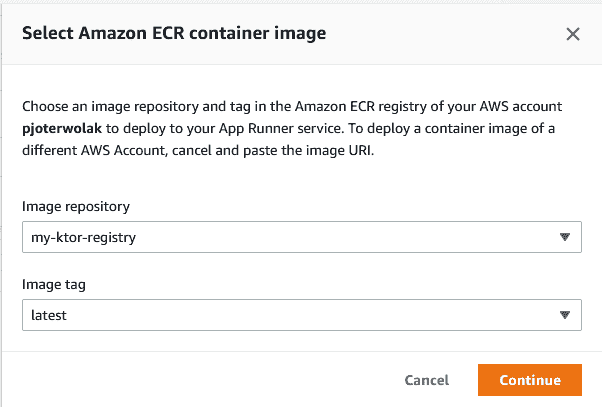 Select Amazon ECR container image
Choose an image repository and tag in the Amazon ECR registry of your AWS account
pjoterwolak to deploy to your App Runner service. To deploy a container image of a
different AWS Account, cancel and paste the image URI.
Image repository
my-ktor-registry
Image tag
latest
Cancel
Continue